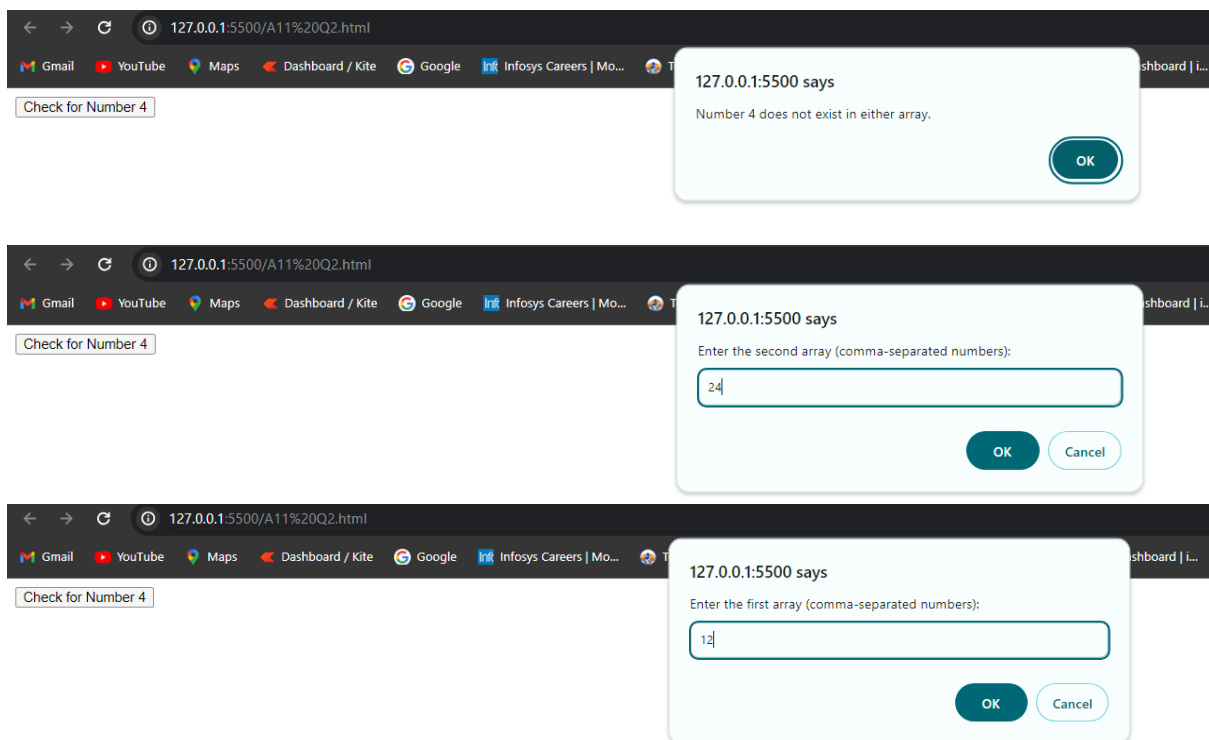 127.0.0.1:5500/A11%20Q2.html
Gmail YouTube Maps Dashboard / Kite Google Infosys Careers | Mo... T
shboard | i...
Check for Number 4
127.0.0.1:5500 says
Number 4 does not exist in either array.
OK
127.0.0.1:5500/A11%20Q2.html
Gmail YouTube Maps Dashboard / Kite Google Infosys Careers | Mo... T
shboard | i..
Check for Number 4
127.0.0.1:5500 says
Enter the second array (comma-separated numbers):
24
OK Cancel
127.0.0.1:5500/A11%20Q2.html
Gmail YouTube Maps Dashboard / Kite Google Infosys Careers | Mo... T
shboard | i...
Check for Number 4
127.0.0.1:5500 says
Enter the first array (comma-separated numbers):
12
OK Cancel